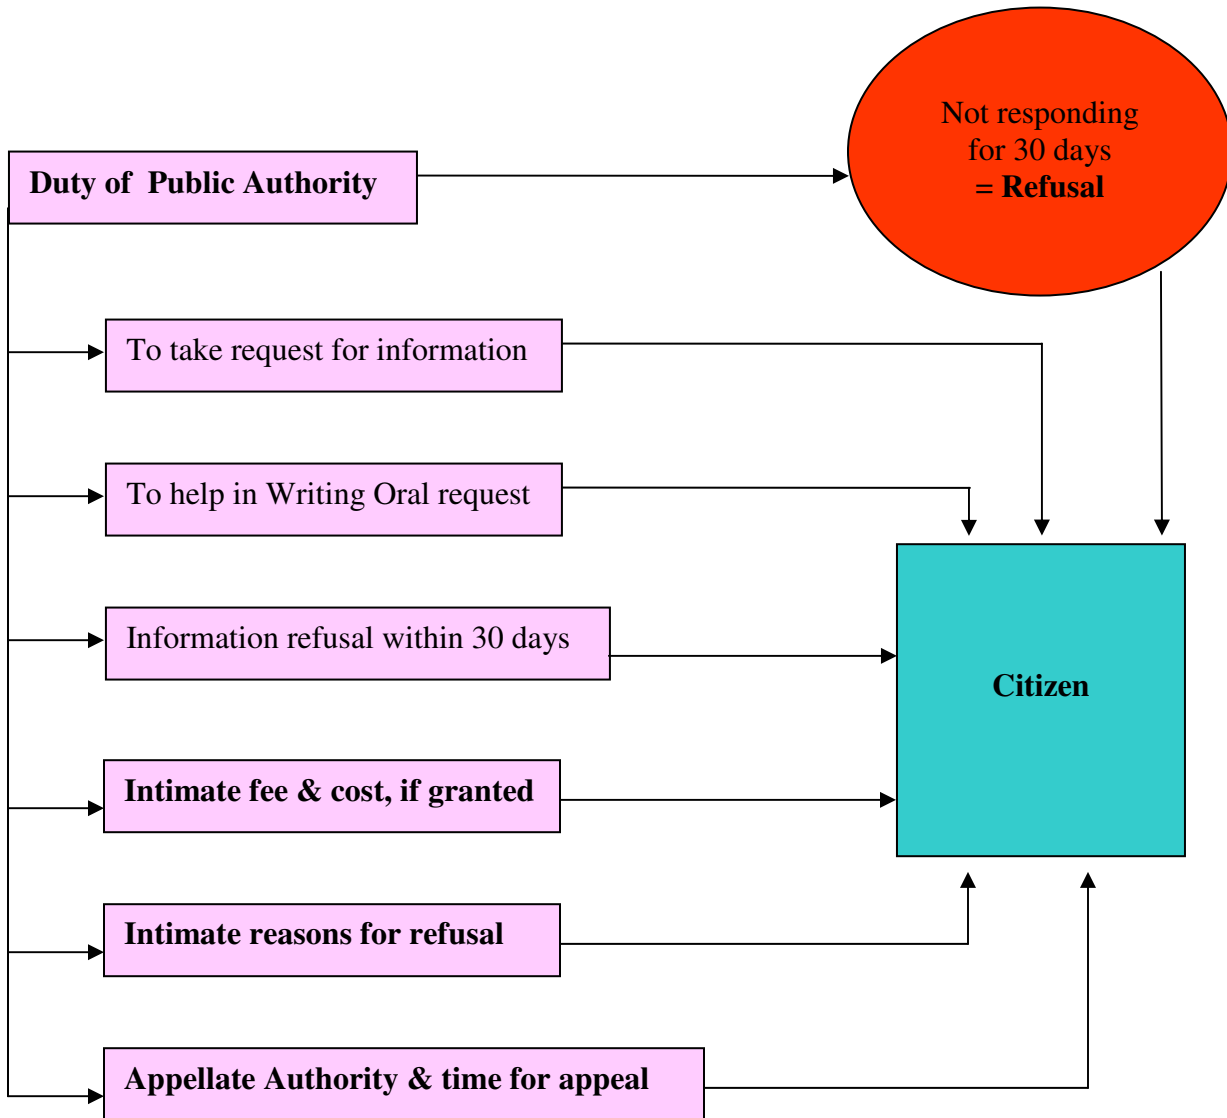 Not responding
for 30 days
= Refusal
Duty of  Public Authority
To take request for information
To help in Writing Oral request
Information refusal within 30 days
Citizen
Intimate fee & cost, if granted
Intimate reasons for refusal
Appellate Authority & time for appeal